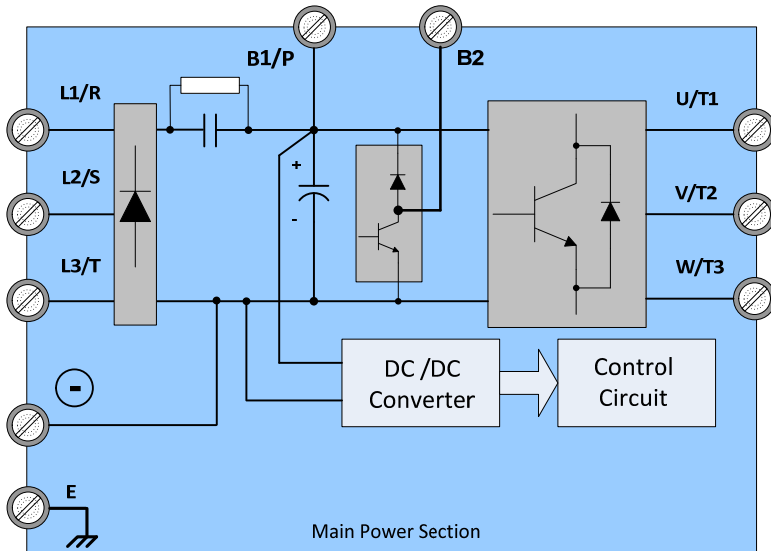 B1/P
B2
L1/R
U/T1
L2/S
V/T2
+
-
L3/T
W/T3
DC /DC
Converter
Control
Circuit
-
E
Main Power Section